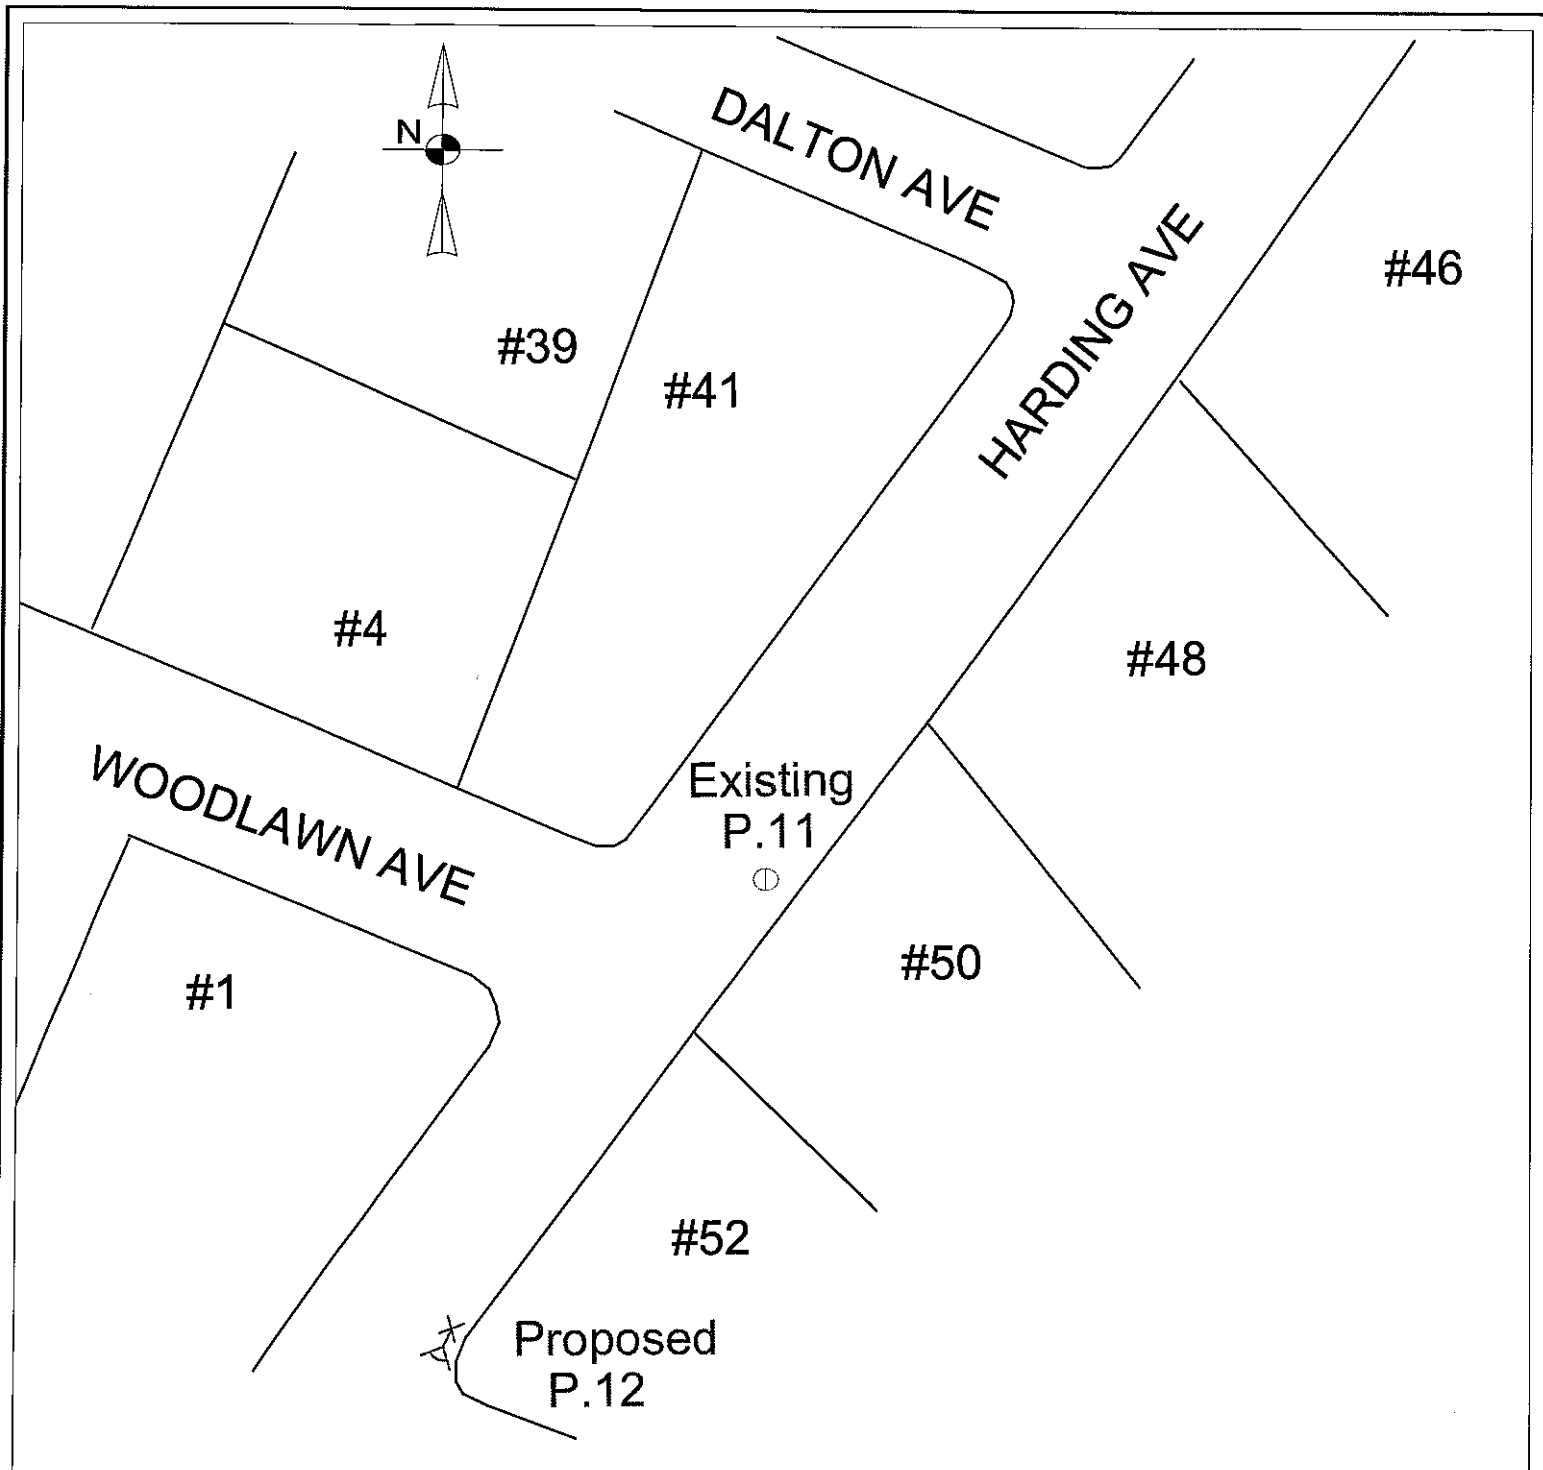 N
DALTON AVE
HARDING AVE
#46
#39
#41
#4
#48
WOODLAWN AVE
Existing
P.11
#50
#1
#52
Proposed
P.12